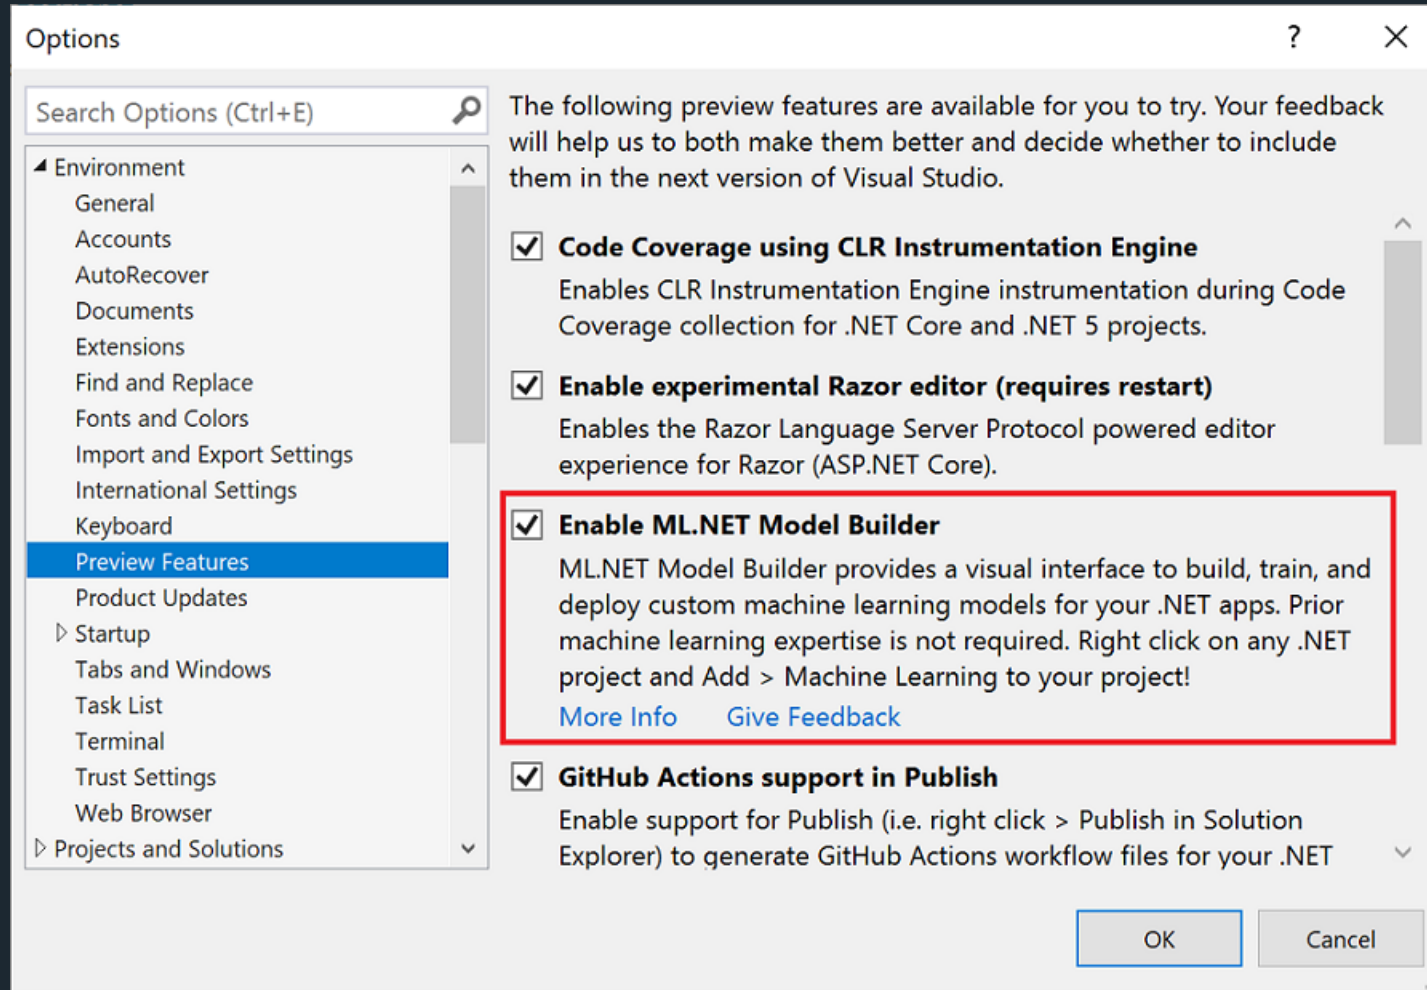 Options
Search Options (Ctrl+E)
Environment
General
Accounts
AutoRecover
Documents
Extensions
Find and Replace
Fonts and Colors
Import and Export Settings
International Settings
Keyboard
Preview Features
Product Updates
Startup
Tabs and Windows
Task List
Terminal
Trust Settings
Web Browser
Projects and Solutions
The following preview features are available for you to try. Your feedback
will help us to both make them better and decide whether to include
them in the next version of Visual Studio.
Code Coverage using CLR Instrumentation Engine
Enables CLR Instrumentation Engine instrumentation during Code
Coverage collection for .NET Core and .NET 5 projects.
Enable experimental Razor editor (requires restart)
Enables the Razor Language Server Protocol powered editor
experience for Razor (ASP.NET Core).
Enable ML.NET Model Builder
ML.NET Model Builder provides a visual interface to build, train, and
deploy custom machine learning models for your .NET apps. Prior
machine learning expertise is not required. Right click on any .NET
project and Add > Machine Learning to your project!
More Info Give Feedback
GitHub Actions support in Publish
Enable support for Publish (i.e. right click > Publish in Solution
Explorer) to generate GitHub Actions workflow files for your .NET
OK
Cancel